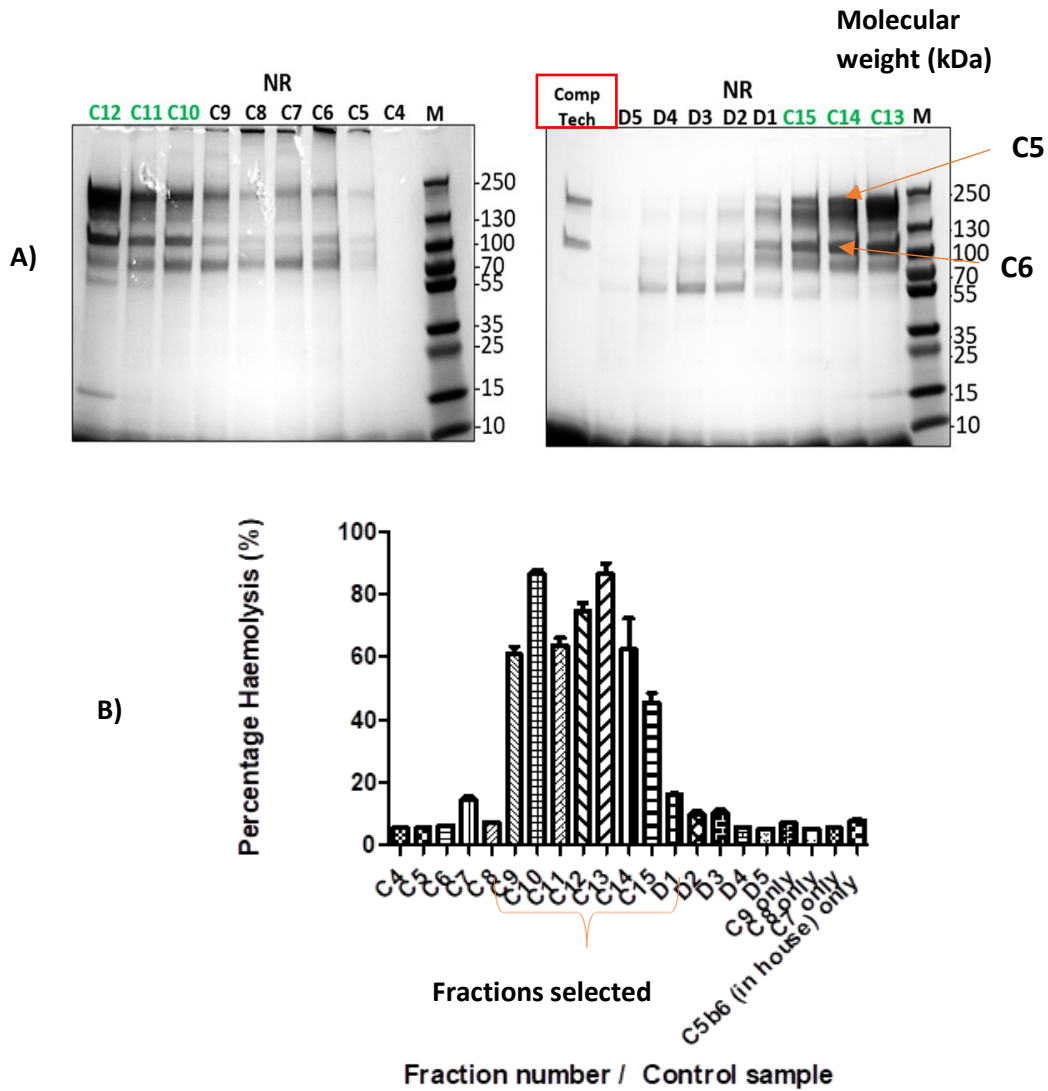 Molecular
weight (kDa)
NR
C12 C11 C10 C9 C8 C7 C6 C5 C4 M
Comp
Tech
NR
D5 D4 D3 D2 D1 C15 C14 C13 M
C5
C6
A)
-250
-130
-100
-70
-55
-35
-25
-15
-10
250
130
100
70
55
35
25
-15
-10
B)
Percentage Haemolysis (%)
100
80
60
40
20
0
C4
C5
C6
C7
C8
C9
C10
C11
C12
C13
C14
C15
D1
D2
D3
D4
D5
C9 only
C8 only
C7 only
C5b6 (in house) only
Fractions selected
Fraction number / Control sample